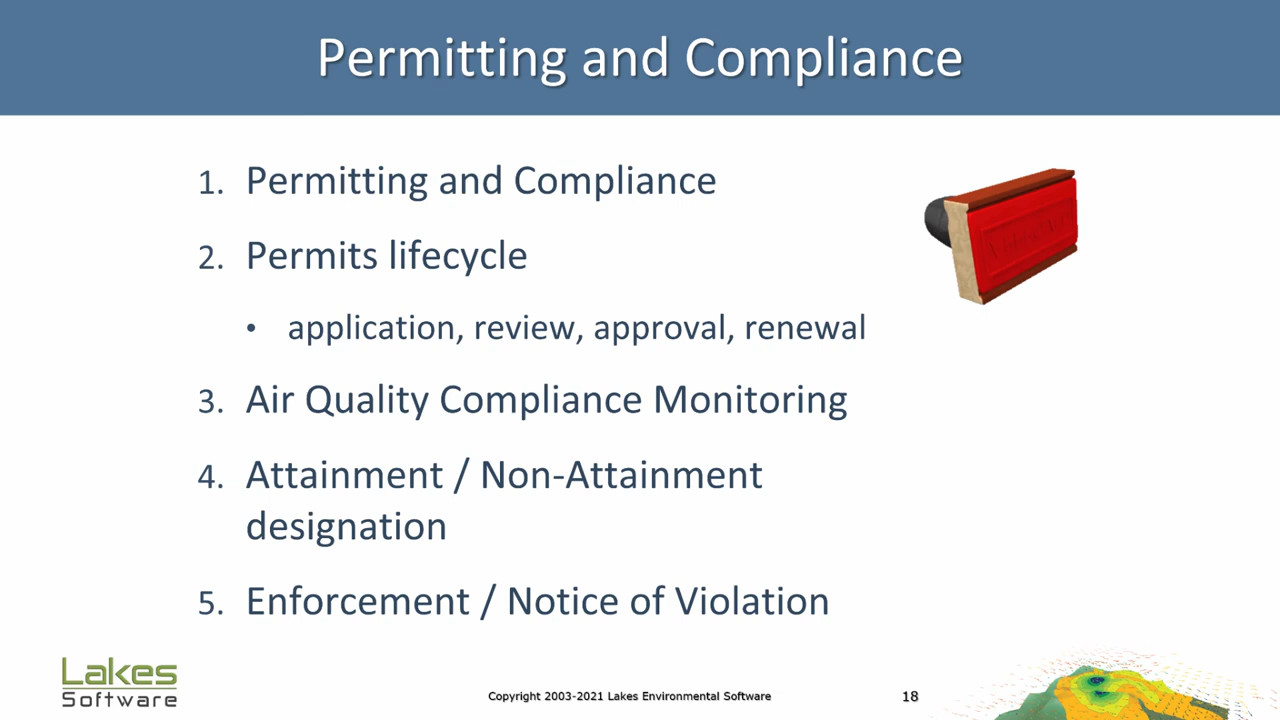 Permitting and Compliance
1. Permitting and Compliance
2. Permits lifecycle
• application, review, approval, renewal
3. Air Quality Compliance Monitoring
4. Attainment / Non-Attainment
designation
5. Enforcement / Notice of Violation
Lakes
Software
Copyright 2003-2021 Lakes Environmental Software
18